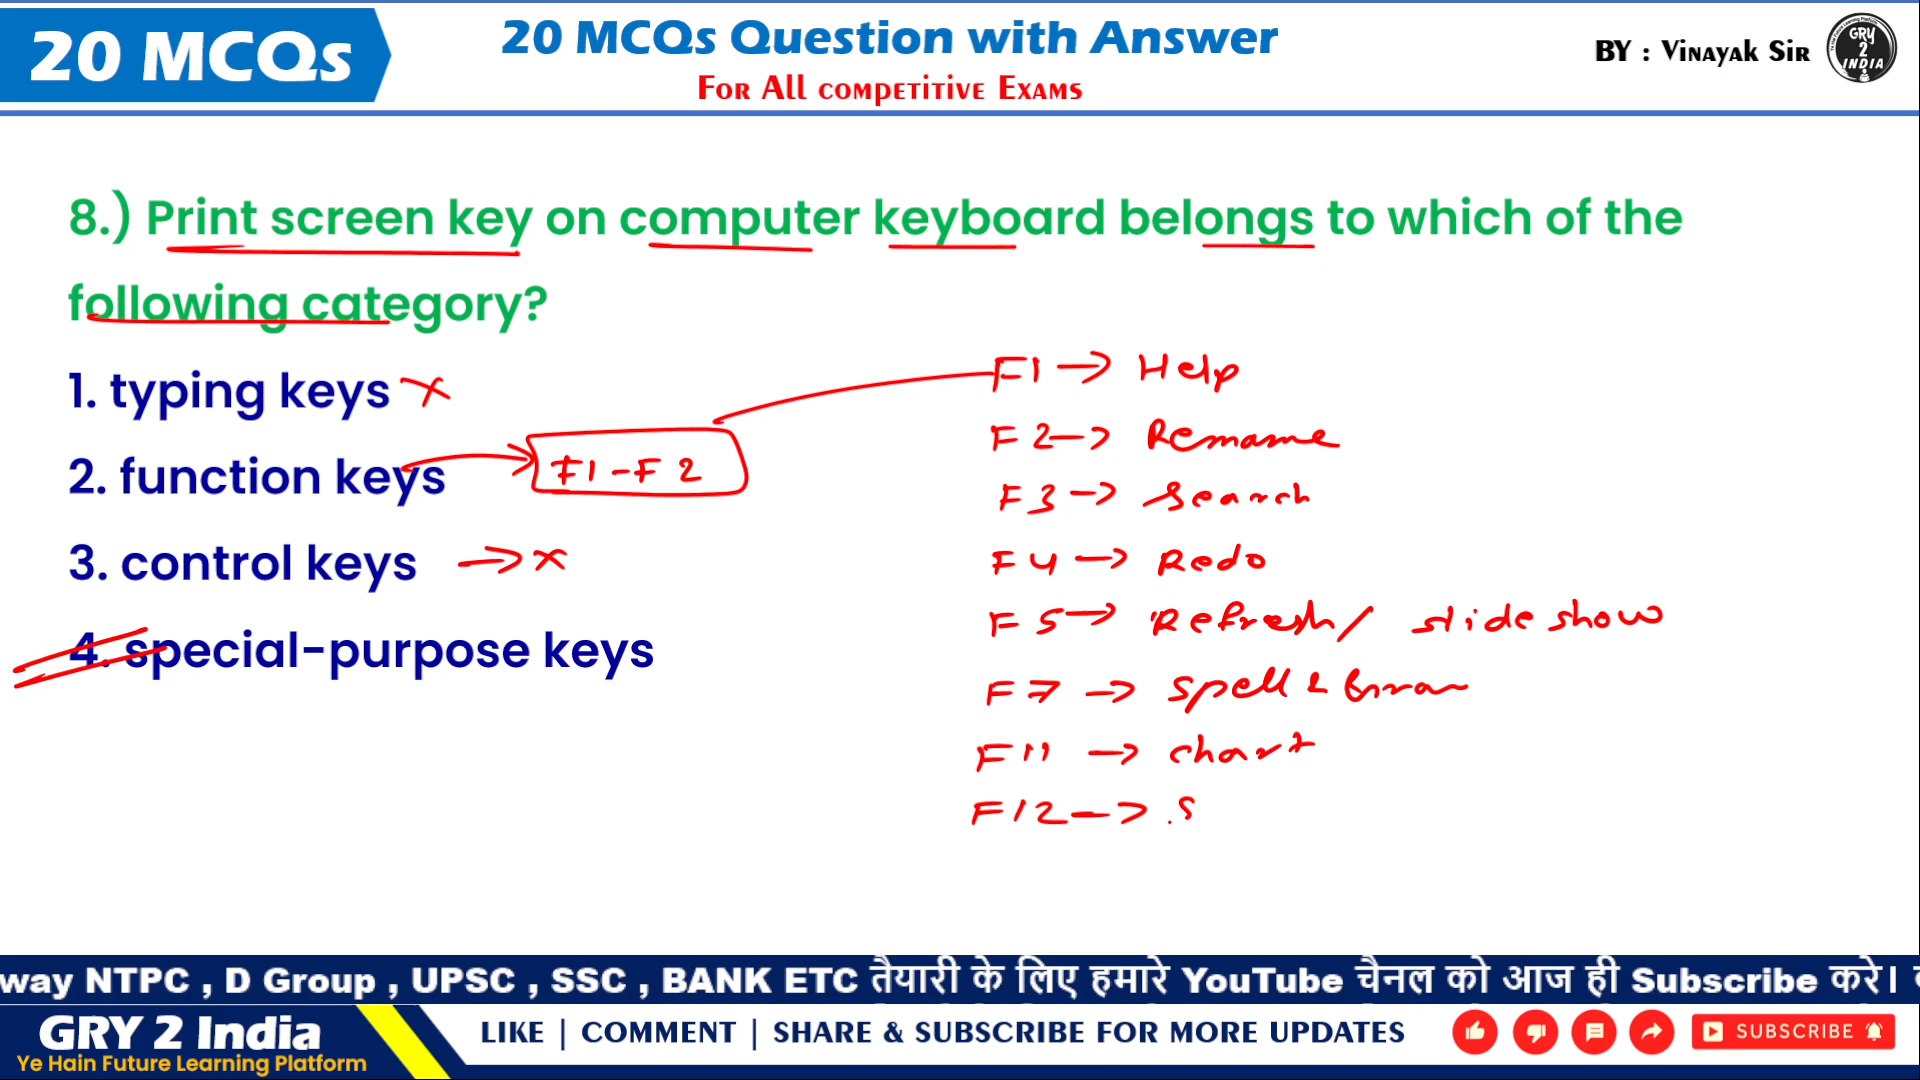 20 MCQs
20 MCQs Question with Answer
For All competitive Exams
BY : Vinayak Sir
GRY
2
INDIA
8.) Print screen key on computer keyboard belongs to which of the
following category?
1. typing keys x
2. function keys → F1 - F2
3. control keys → x
4. special-purpose keys
F1 → Help
F2 → Rename
F3 → Search
F4 → Redo
F5 → Refresh / slide show
F7 → Spell &
F11 → chart
F12 → S
way NTPC , D Group , UPSC , SSC , BANK ETC तैयारी के लिए हमारे YouTube चैनल को आज ही Subscribe करे।
GRY 2 India
Ye Hain Future Learning Platform
LIKE | COMMENT | SHARE & SUBSCRIBE FOR MORE UPDATES
SUBSCRIBE